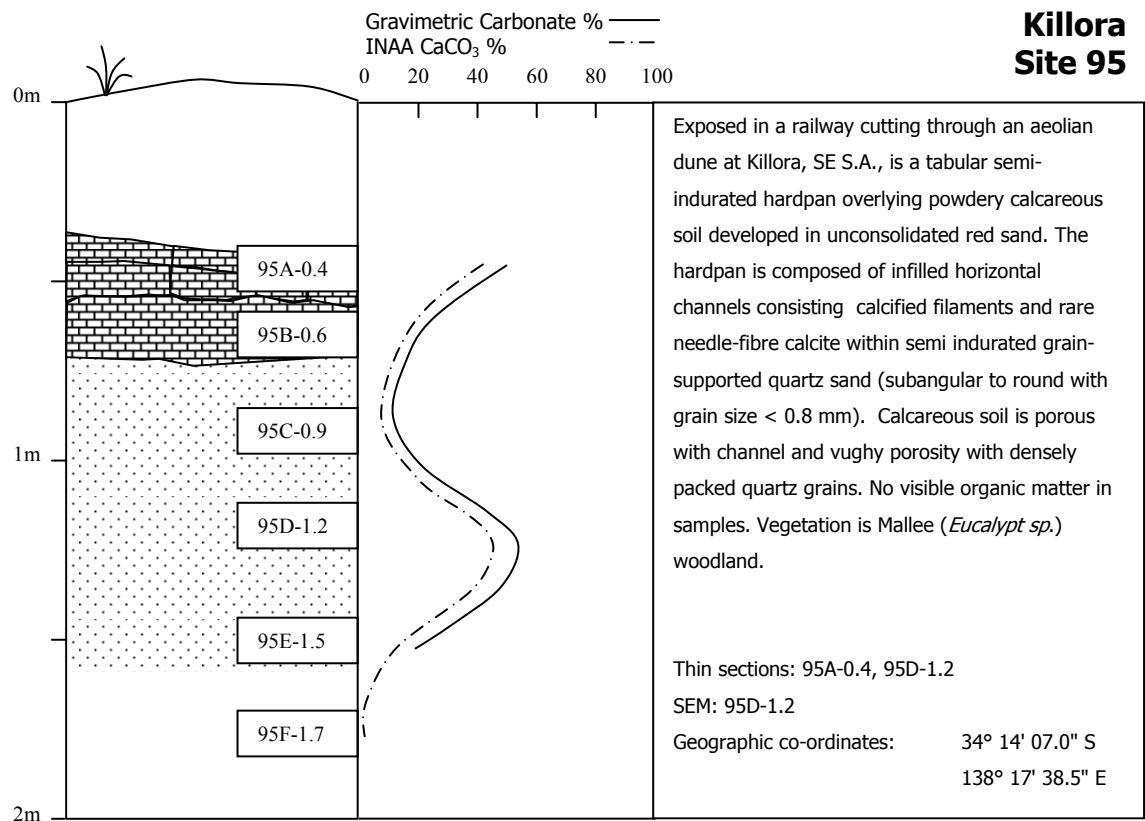 Gravimetric Carbonate %
INAA CaCO₃ %
0 20 40 60 80 100
Killora
Site 95
0m
1m
2m
95A-0.4
95B-0.6
95C-0.9
95D-1.2
95E-1.5
95F-1.7
Exposed in a railway cutting through an aeolian
dune at Killora, SE S.A., is a tabular semi-
indurated hardpan overlying powdery calcareous
soil developed in unconsolidated red sand. The
hardpan is composed of infilled horizontal
channels consisting calcified filaments and rare
needle-fibre calcite within semi indurated grain-
supported quartz sand (subangular to round with
grain size < 0.8 mm). Calcareous soil is porous
with channel and vughy porosity with densely
packed quartz grains. No visible organic matter in
samples. Vegetation is Mallee (Eucalypt sp.)
woodland.
Thin sections: 95A-0.4, 95D-1.2
SEM: 95D-1.2
Geographic co-ordinates: 34° 14' 07.0" S
138° 17' 38.5" E